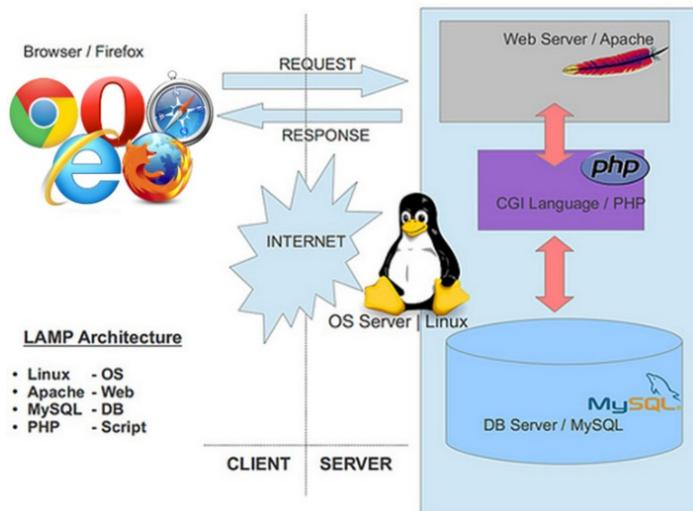 Browser / Firefox
REQUEST
RESPONSE
Web Server / Apache
php
CGI Language / PHP
INTERNET
OS Server | Linux
MySQL
DB Server / MySQL
LAMP Architecture
• Linux - OS
• Apache - Web
• MySQL - DB
• PHP - Script
CLIENT
SERVER